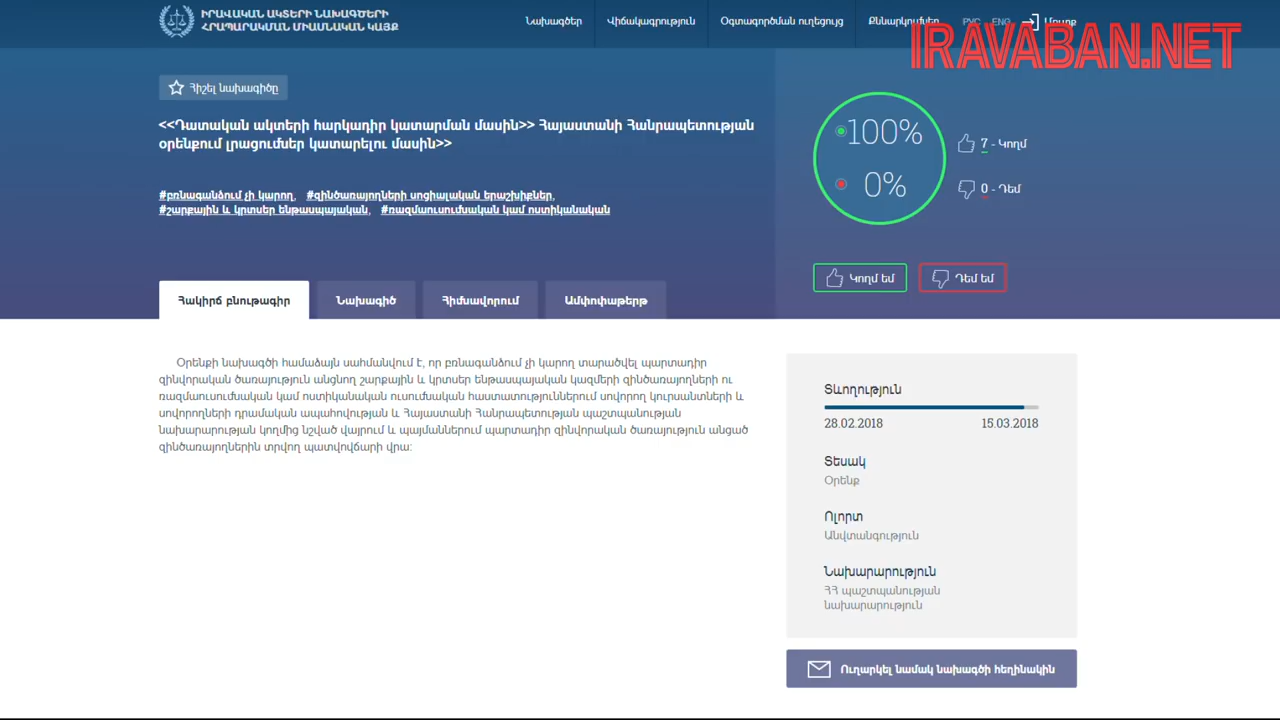 ԻՐԱՎԱԿԱՆ ԱԿՏԵՐԻ ՆԱԽԱԳԾԵՐԻ
ՀՐԱՊԱՐԱԿՄԱՆ ՄԻԱՍՆԱԿԱՆ ԿԱՅՔ
Նախագծեր Վիճակագրություն Օգտագործման ուղեցույց Քննարկումներ РУС ENG Մուտք
IRAVABAN.NET
Հիշել նախագիծը
<<Դատական ակտերի հարկադիր կատարման մասին>> Հայաստանի Հանրապետության
օրենքում լրացումներ կատարելու մասին>>
100%
7 - Կողմ
0%
0 - Դեմ
#բռնագանձում չի կարող, #զինծառայողների սոցիալական երաշխիքներ,
#շարքային և կրտսեր ենթասպայական, #ռազմաուսումնական կամ ոստիկանական
Կողմ եմ Դեմ եմ
Հակիրճ բնութագիր Նախագիծ Հիմնավորում Ամփոփաթերթ
Օրենքի նախագծի համաձայն սահմանվում է, որ բռնագանձում չի կարող տարածվել պարտադիր
զինվորական ծառայություն անցնող շարքային և կրտսեր ենթասպայական կազմերի զինծառայողների ու
ռազմաուսումնական կամ ոստիկանական ուսումնական հաստատություններում սովորող կուրսանտների և
սովորողների դրամական ապահովության և Հայաստանի Հանրապետության պաշտպանության
նախարարության կողմից նշված վայրում և պայմաններում պարտադիր զինվորական ծառայություն անցած
զինծառայողներին տրվող պատվովճարի վրա:
Տևողություն
28.02.2018 15.03.2018
Տեսակ
Օրենք
Ոլորտ
Անվտանգություն
Նախարարություն
ՀՀ պաշտպանության
նախարարություն
Ուղարկել նամակ նախագծի հեղինակին